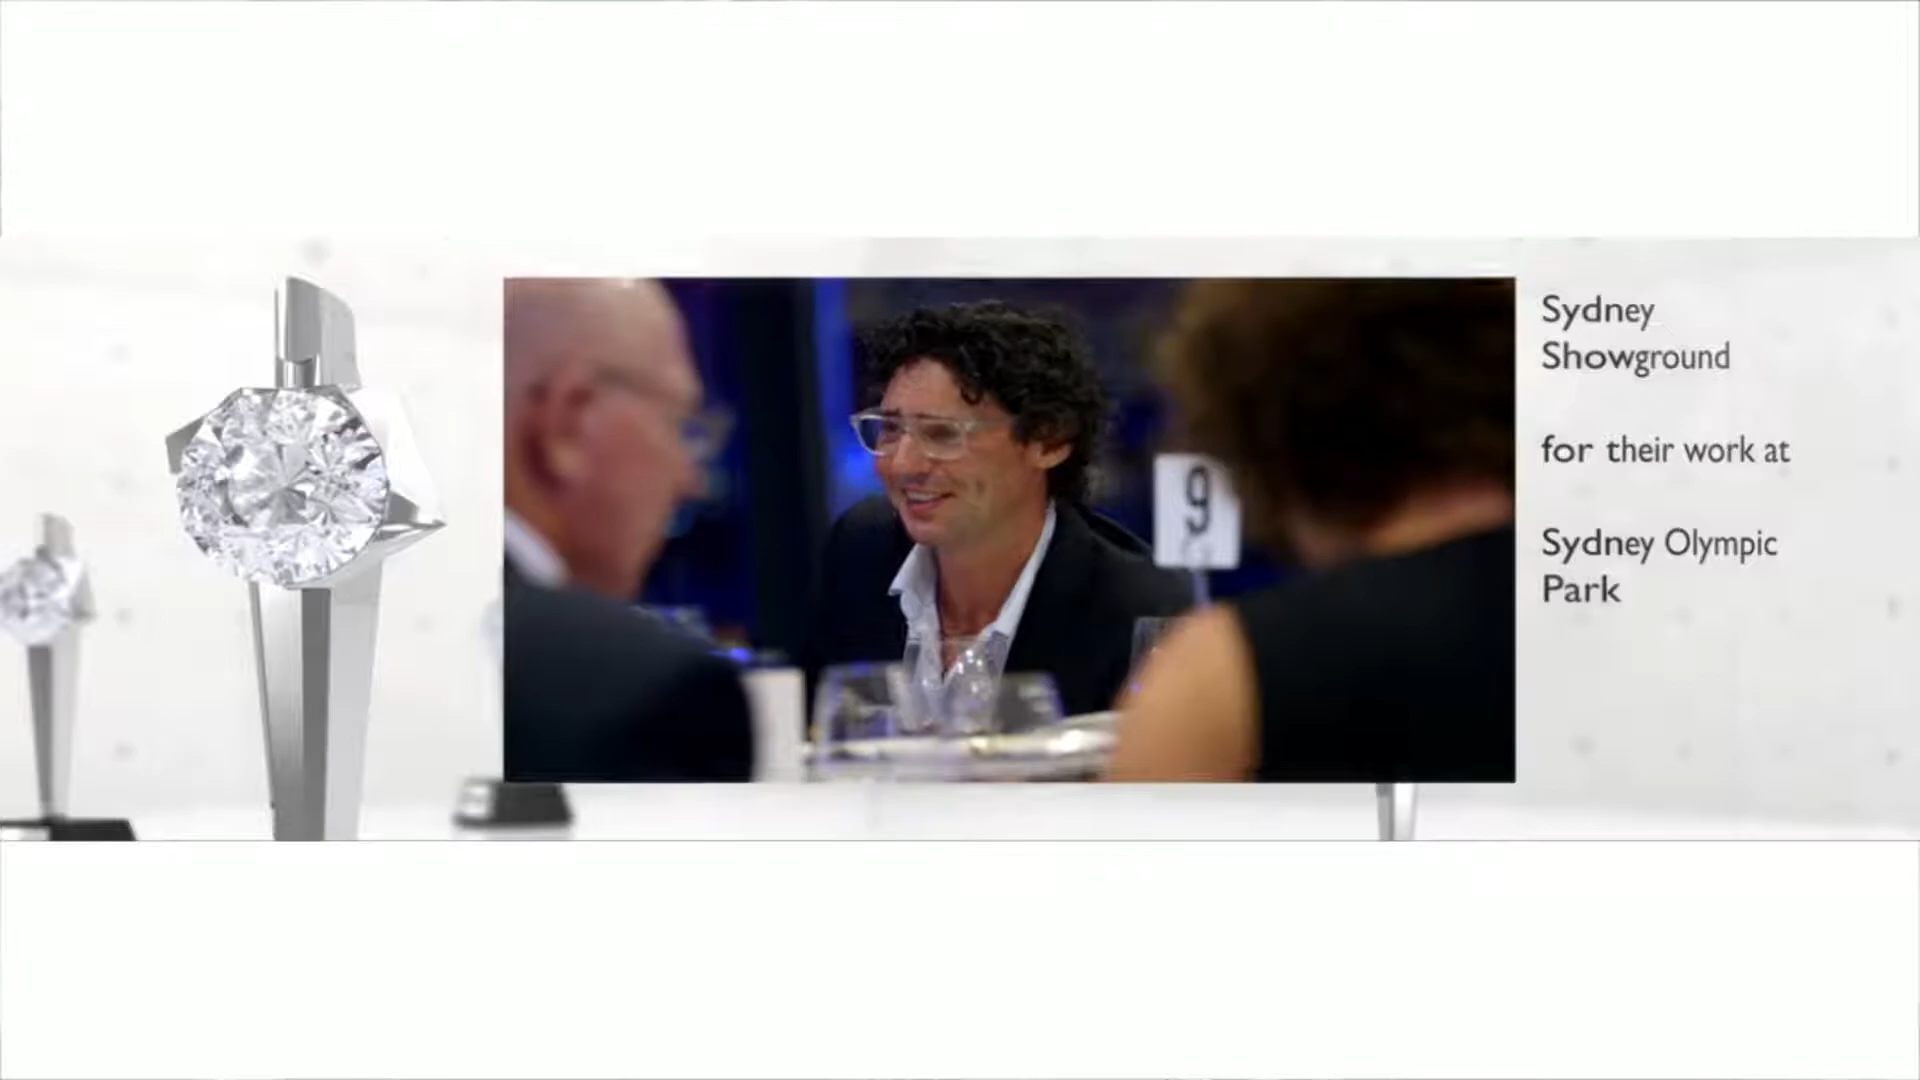 Sydney
Showground
for their work at
Sydney Olympic
Park
9